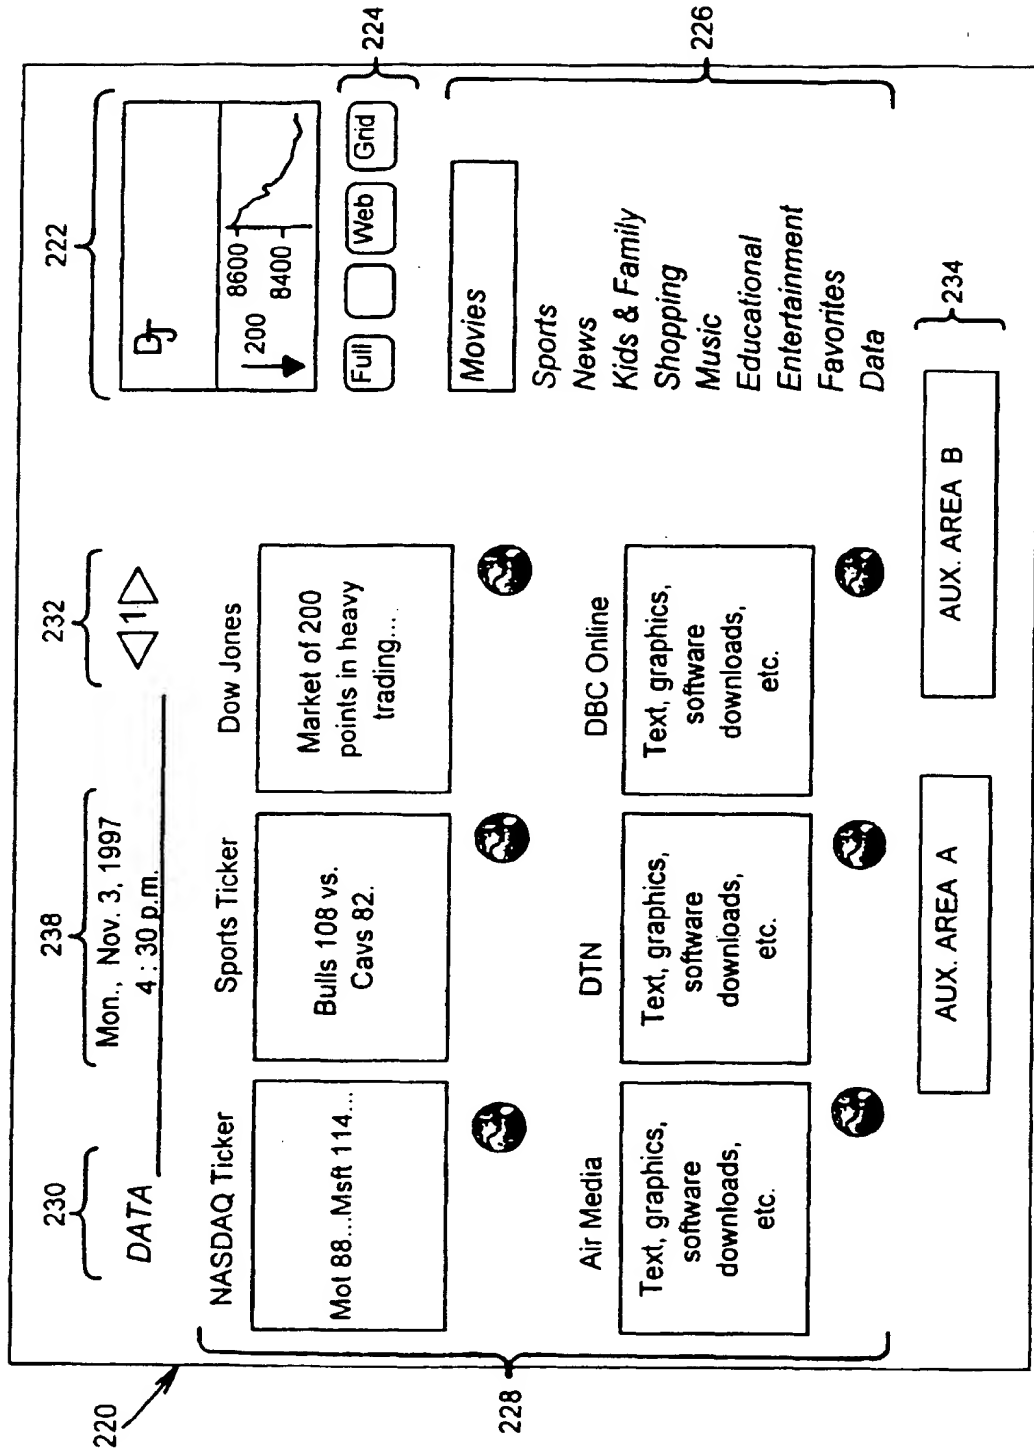 220
230
238
232
222
DATA
Mon., Nov. 3, 1997
4 : 30 p.m.
1
DJ
200
8600
8400
224
Full
Web
Grid
228
NASDAQ Ticker
Mot 88...Msft 114...
Sports Ticker
Bulls 108 vs.
Cavs 82.
Dow Jones
Market of 200
points in heavy
trading...
Air Media
Text, graphics,
software
downloads,
etc.
DTN
Text, graphics,
software
downloads,
etc.
DBC Online
Text, graphics,
software
downloads,
etc.
226
Movies
Sports
News
Kids & Family
Shopping
Music
Educational
Entertainment
Favorites
Data
AUX. AREA A
AUX. AREA B
234